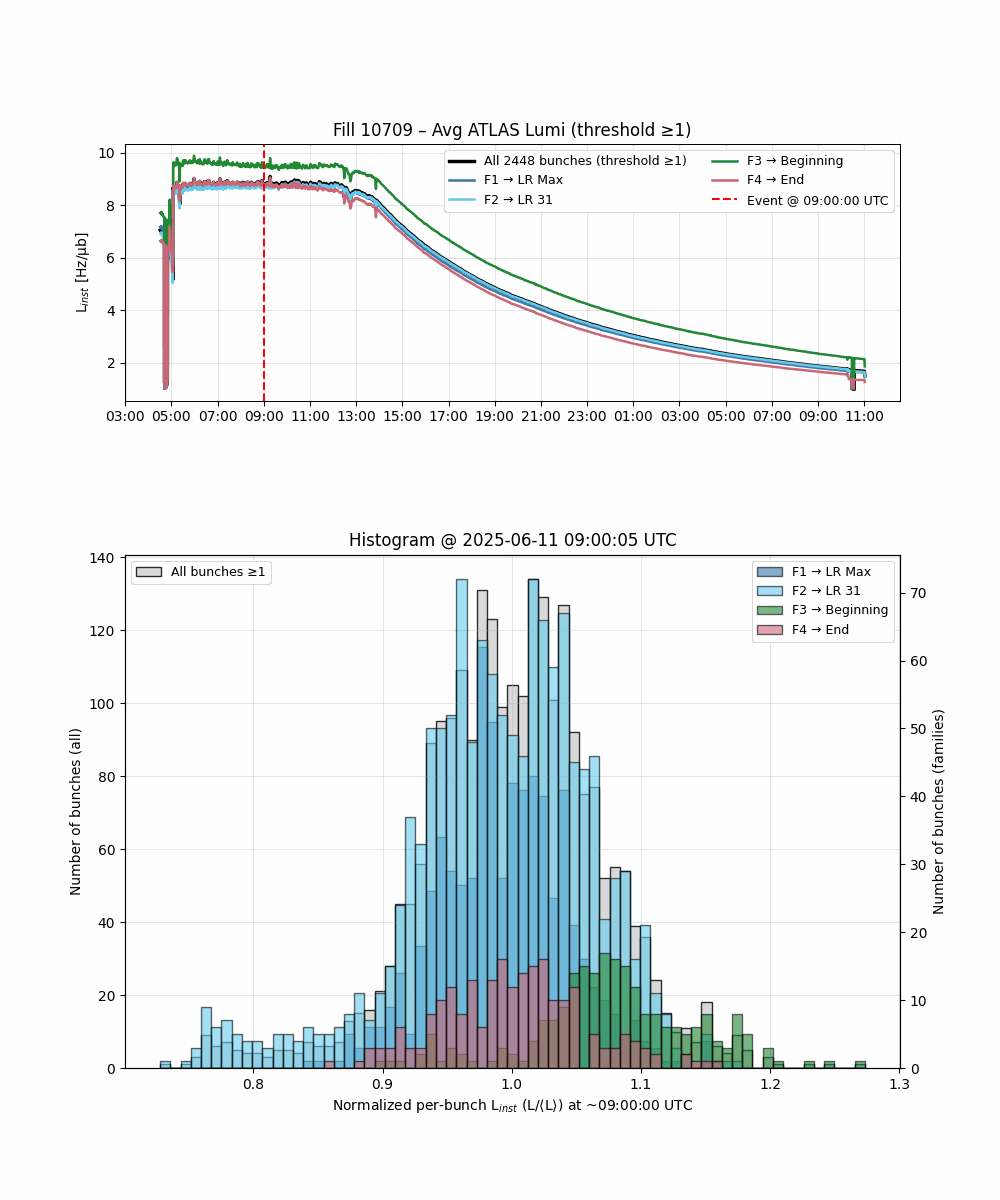 Fill 10709 – Avg ATLAS Lumi (threshold ≥1)
10
8
6
4
2
L_inst [Hz/μb]
All 2448 bunches (threshold ≥1)
F1 → LR Max
F2 → LR 31
F3 → Beginning
F4 → End
Event @ 09:00:00 UTC
03:00 05:00 07:00 09:00 11:00 13:00 15:00 17:00 19:00 21:00 23:00 01:00 03:00 05:00 07:00 09:00 11:00
Histogram @ 2025-06-11 09:00:05 UTC
140
120
100
80
60
40
20
0
Number of bunches (all)
All bunches ≥1
F1 → LR Max
F2 → LR 31
F3 → Beginning
F4 → End
70
60
50
40
30
20
10
0
Number of bunches (families)
0.8 0.9 1.0 1.1 1.2 1.3
Normalized per-bunch L_inst (L/⟨L⟩) at ~09:00:00 UTC